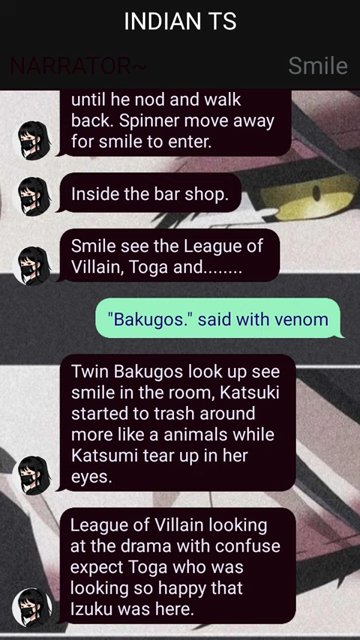 INDIAN TS
NARRATOR~
Smile
until he nod and walk
back. Spinner move away
for smile to enter.
Inside the bar shop.
Smile see the League of
Villain, Toga and........
"Bakugos." said with venom
Twin Bakugos look up see
smile in the room, Katsuki
started to trash around
more like a animals while
Katsumi tear up in her
eyes.
League of Villain looking
at the drama with confuse
expect Toga who was
looking so happy that
Izuku was here.